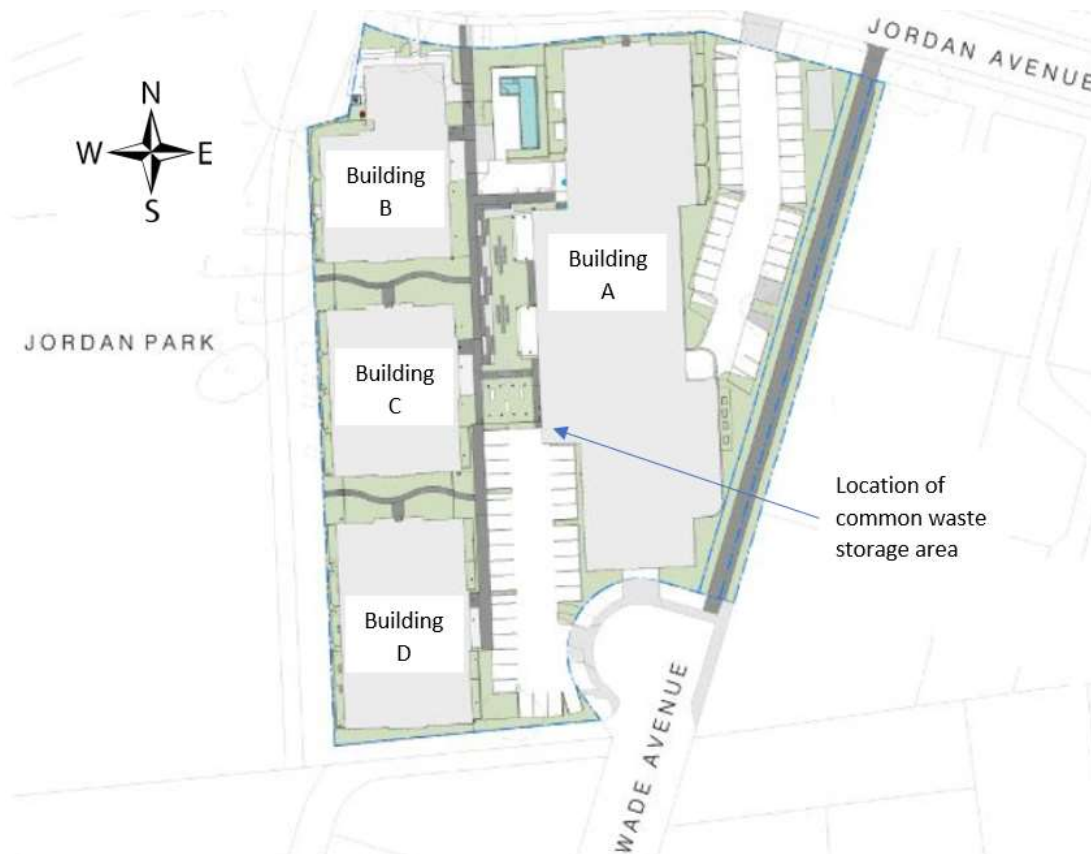 JORDAN AVENUE
N
W E
S
Building
B
Building
A
JORDAN PARK
Building
C
Location of
common waste
storage area
Building
D
WADE AVENUE